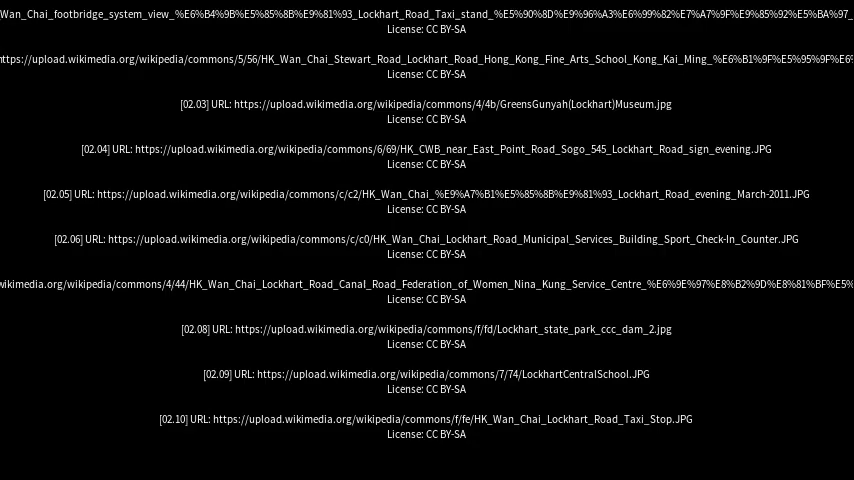 Wan_Chai_footbridge_system_view_%E6%B4%9B%E5%85%8B%E9%81%93_Lockhart_Road_Taxi_stand_%E5%90%8D%E9%96%A3%E6%99%82%E7%A7%9F%E9%85%92%E5%BA%97_
License: CC BY-SA
https://upload.wikimedia.org/wikipedia/commons/5/56/HK_Wan_Chai_Stewart_Road_Lockhart_Road_Hong_Kong_Fine_Arts_School_Kong_Kai_Ming_%E6%B1%9F%E5%95%9F%E6%
License: CC BY-SA
[02.03] URL: https://upload.wikimedia.org/wikipedia/commons/4/4b/GreensGunyah(Lockhart)Museum.jpg
License: CC BY-SA
[02.04] URL: https://upload.wikimedia.org/wikipedia/commons/6/69/HK_CWB_near_East_Point_Road_Sogo_545_Lockhart_Road_sign_evening.JPG
License: CC BY-SA
[02.05] URL: https://upload.wikimedia.org/wikipedia/commons/c/c2/HK_Wan_Chai_%E9%A7%B1%E5%85%8B%E9%81%93_Lockhart_Road_evening_March-2011.JPG
License: CC BY-SA
[02.06] URL: https://upload.wikimedia.org/wikipedia/commons/c/c0/HK_Wan_Chai_Lockhart_Road_Municipal_Services_Building_Sport_Check-In_Counter.JPG
License: CC BY-SA
wikimedia.org/wikipedia/commons/4/44/HK_Wan_Chai_Lockhart_Road_Canal_Road_Federation_of_Women_Nina_Kung_Service_Centre_%E6%9E%97%E8%B2%9D%E8%81%BF%E5%
License: CC BY-SA
[02.08] URL: https://upload.wikimedia.org/wikipedia/commons/f/fd/Lockhart_state_park_ccc_dam_2.jpg
License: CC BY-SA
[02.09] URL: https://upload.wikimedia.org/wikipedia/commons/7/74/LockhartCentralSchool.JPG
License: CC BY-SA
[02.10] URL: https://upload.wikimedia.org/wikipedia/commons/f/fe/HK_Wan_Chai_Lockhart_Road_Taxi_Stop.JPG
License: CC BY-SA